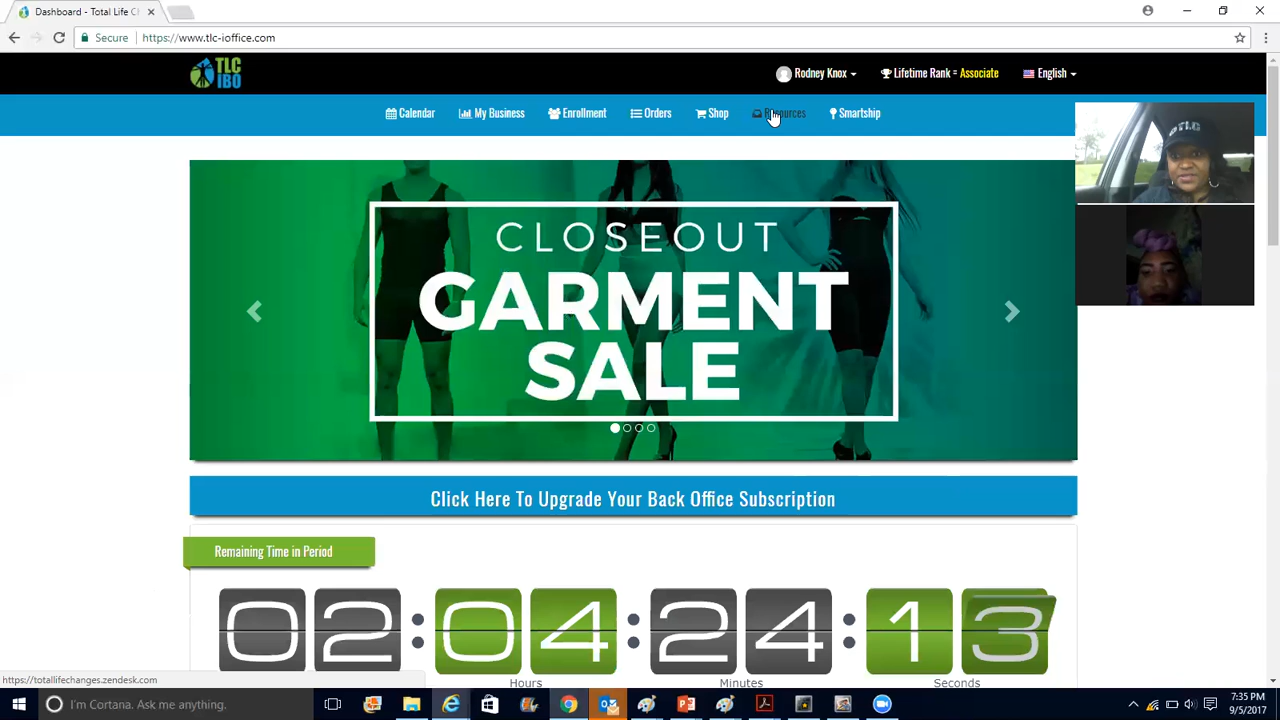 Dashboard - Total Life Ch
Secure
https://www.tlc-ioffice.com
TLC
IBO
Rodney Knox
Lifetime Rank = Associate
English
Calendar
My Business
Enrollment
Orders
Shop
Resources
Smartship
TLC
CLOSEOUT
GARMENT
SALE
Click Here To Upgrade Your Back Office Subscription
Remaining Time in Period
02 : 04 : 24 : 13
Hours
Minutes
Seconds
https://totallifechanges.zendesk.com
I'm Cortana. Ask me anything.
7:35 PM
9/5/2017